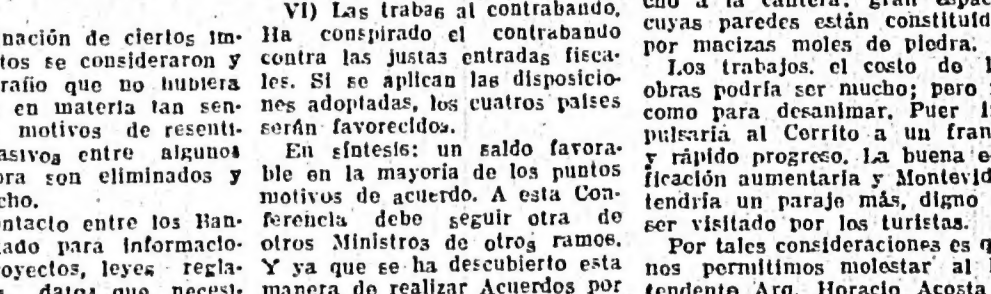 nación de ciertos im-
tos se consideraron y
raño que no hubiera
en materia tan sen-
motivos de resenti-
asivos entre algunos
ora son eliminados y
cho.
ntacto entre los Ban-
ado para informacio-
oyectos, leyes regla-
datos que necesi-
VI) Las trabas al contrabando.
Ha conspirado el contrabando
contra las justas entradas fisca-
les. Si se aplican las disposicio-
nes adoptadas, los cuatros países
serán favorecidos.
En síntesis: un saldo favora-
ble en la mayoría de los puntos
motivos de acuerdo. A esta Con-
ferencia debe seguir otra de
otros Ministros de otros ramos.
Y ya que se ha descubierto esta
manera de realizar Acuerdos por
cho a la cantera: gran
cuyas paredes están constituid
por macizas moles de piedra.
Los trabajos, el costo de
obras podría ser mucho; pero
como para desanimar. Puer
pulsaría al Cerrito a un fran
y rápido progreso. La buena e
ficación aumentaría y Montevid
tendría un paraje más, digno
ser visitado por los turistas.
Por tales consideraciones es q
nos permitimos molestar al
tendente Arq. Horacio Acosta